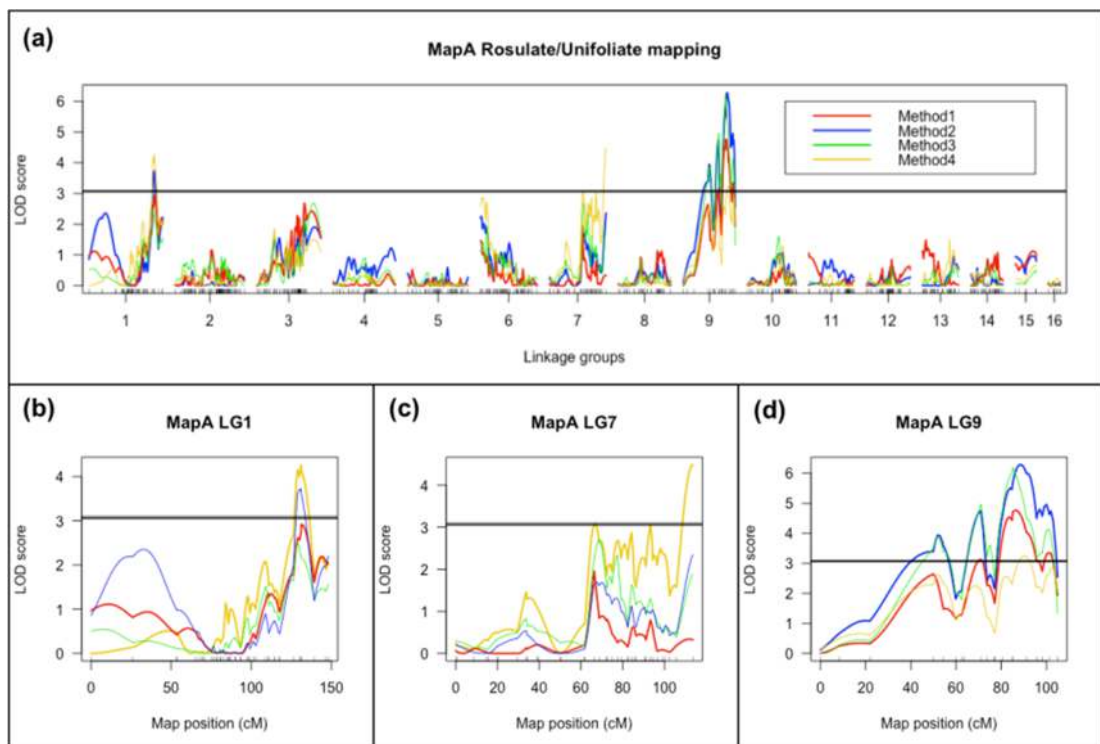 (a)
MapA Rosulate/Unifoliate mapping
Method1
Method2
Method3
Method4
LOD score
6
5
4
3
2
1
0
1 2 3 4 5 6 7 8 9 10 11 12 13 14 15 16
Linkage groups
(b)
MapA LG1
LOD score
4
3
2
1
0
0 50 100 150
Map position (cM)
(c)
MapA LG7
LOD score
4
3
2
1
0
0 20 40 60 80 100
Map position (cM)
(d)
MapA LG9
LOD score
6
5
4
3
2
1
0
0 20 40 60 80 100
Map position (cM)